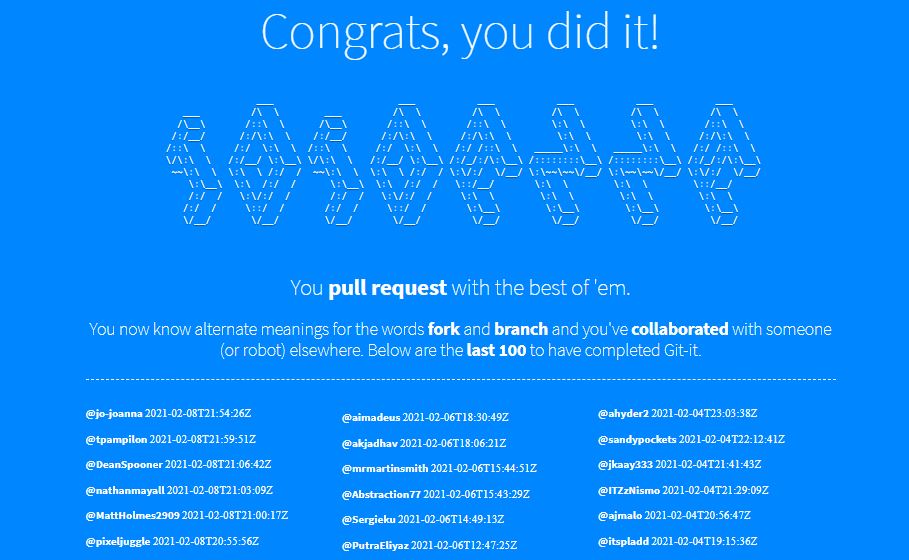 Congrats, you did it!
You pull request with the best of 'em.
You now know alternate meanings for the words fork and branch and you've collaborated with someone
(or robot) elsewhere. Below are the last 100 to have completed Git-it.
@jo-joanna 2021-02-08T21:54:26Z
@tpampilon 2021-02-08T21:59:51Z
@DeanSpooner 2021-02-08T21:06:42Z
@nathanmayall 2021-02-08T21:03:09Z
@MattHolmes2909 2021-02-08T21:00:17Z
@pixeljuggle 2021-02-08T20:55:56Z
@aimadeus 2021-02-06T18:30:49Z
@akjadhav 2021-02-06T18:06:21Z
@mrmartinsmith 2021-02-06T15:44:51Z
@Abstraction77 2021-02-06T15:43:29Z
@Sergieku 2021-02-06T14:49:13Z
@PutraEliyaz 2021-02-06T12:47:25Z
@ahyder2 2021-02-04T23:03:38Z
@sandypockets 2021-02-04T22:12:41Z
@jkaay333 2021-02-04T21:41:43Z
@ITZzNismo 2021-02-04T21:29:09Z
@ajmalo 2021-02-04T20:56:47Z
@itspladd 2021-02-04T19:15:36Z